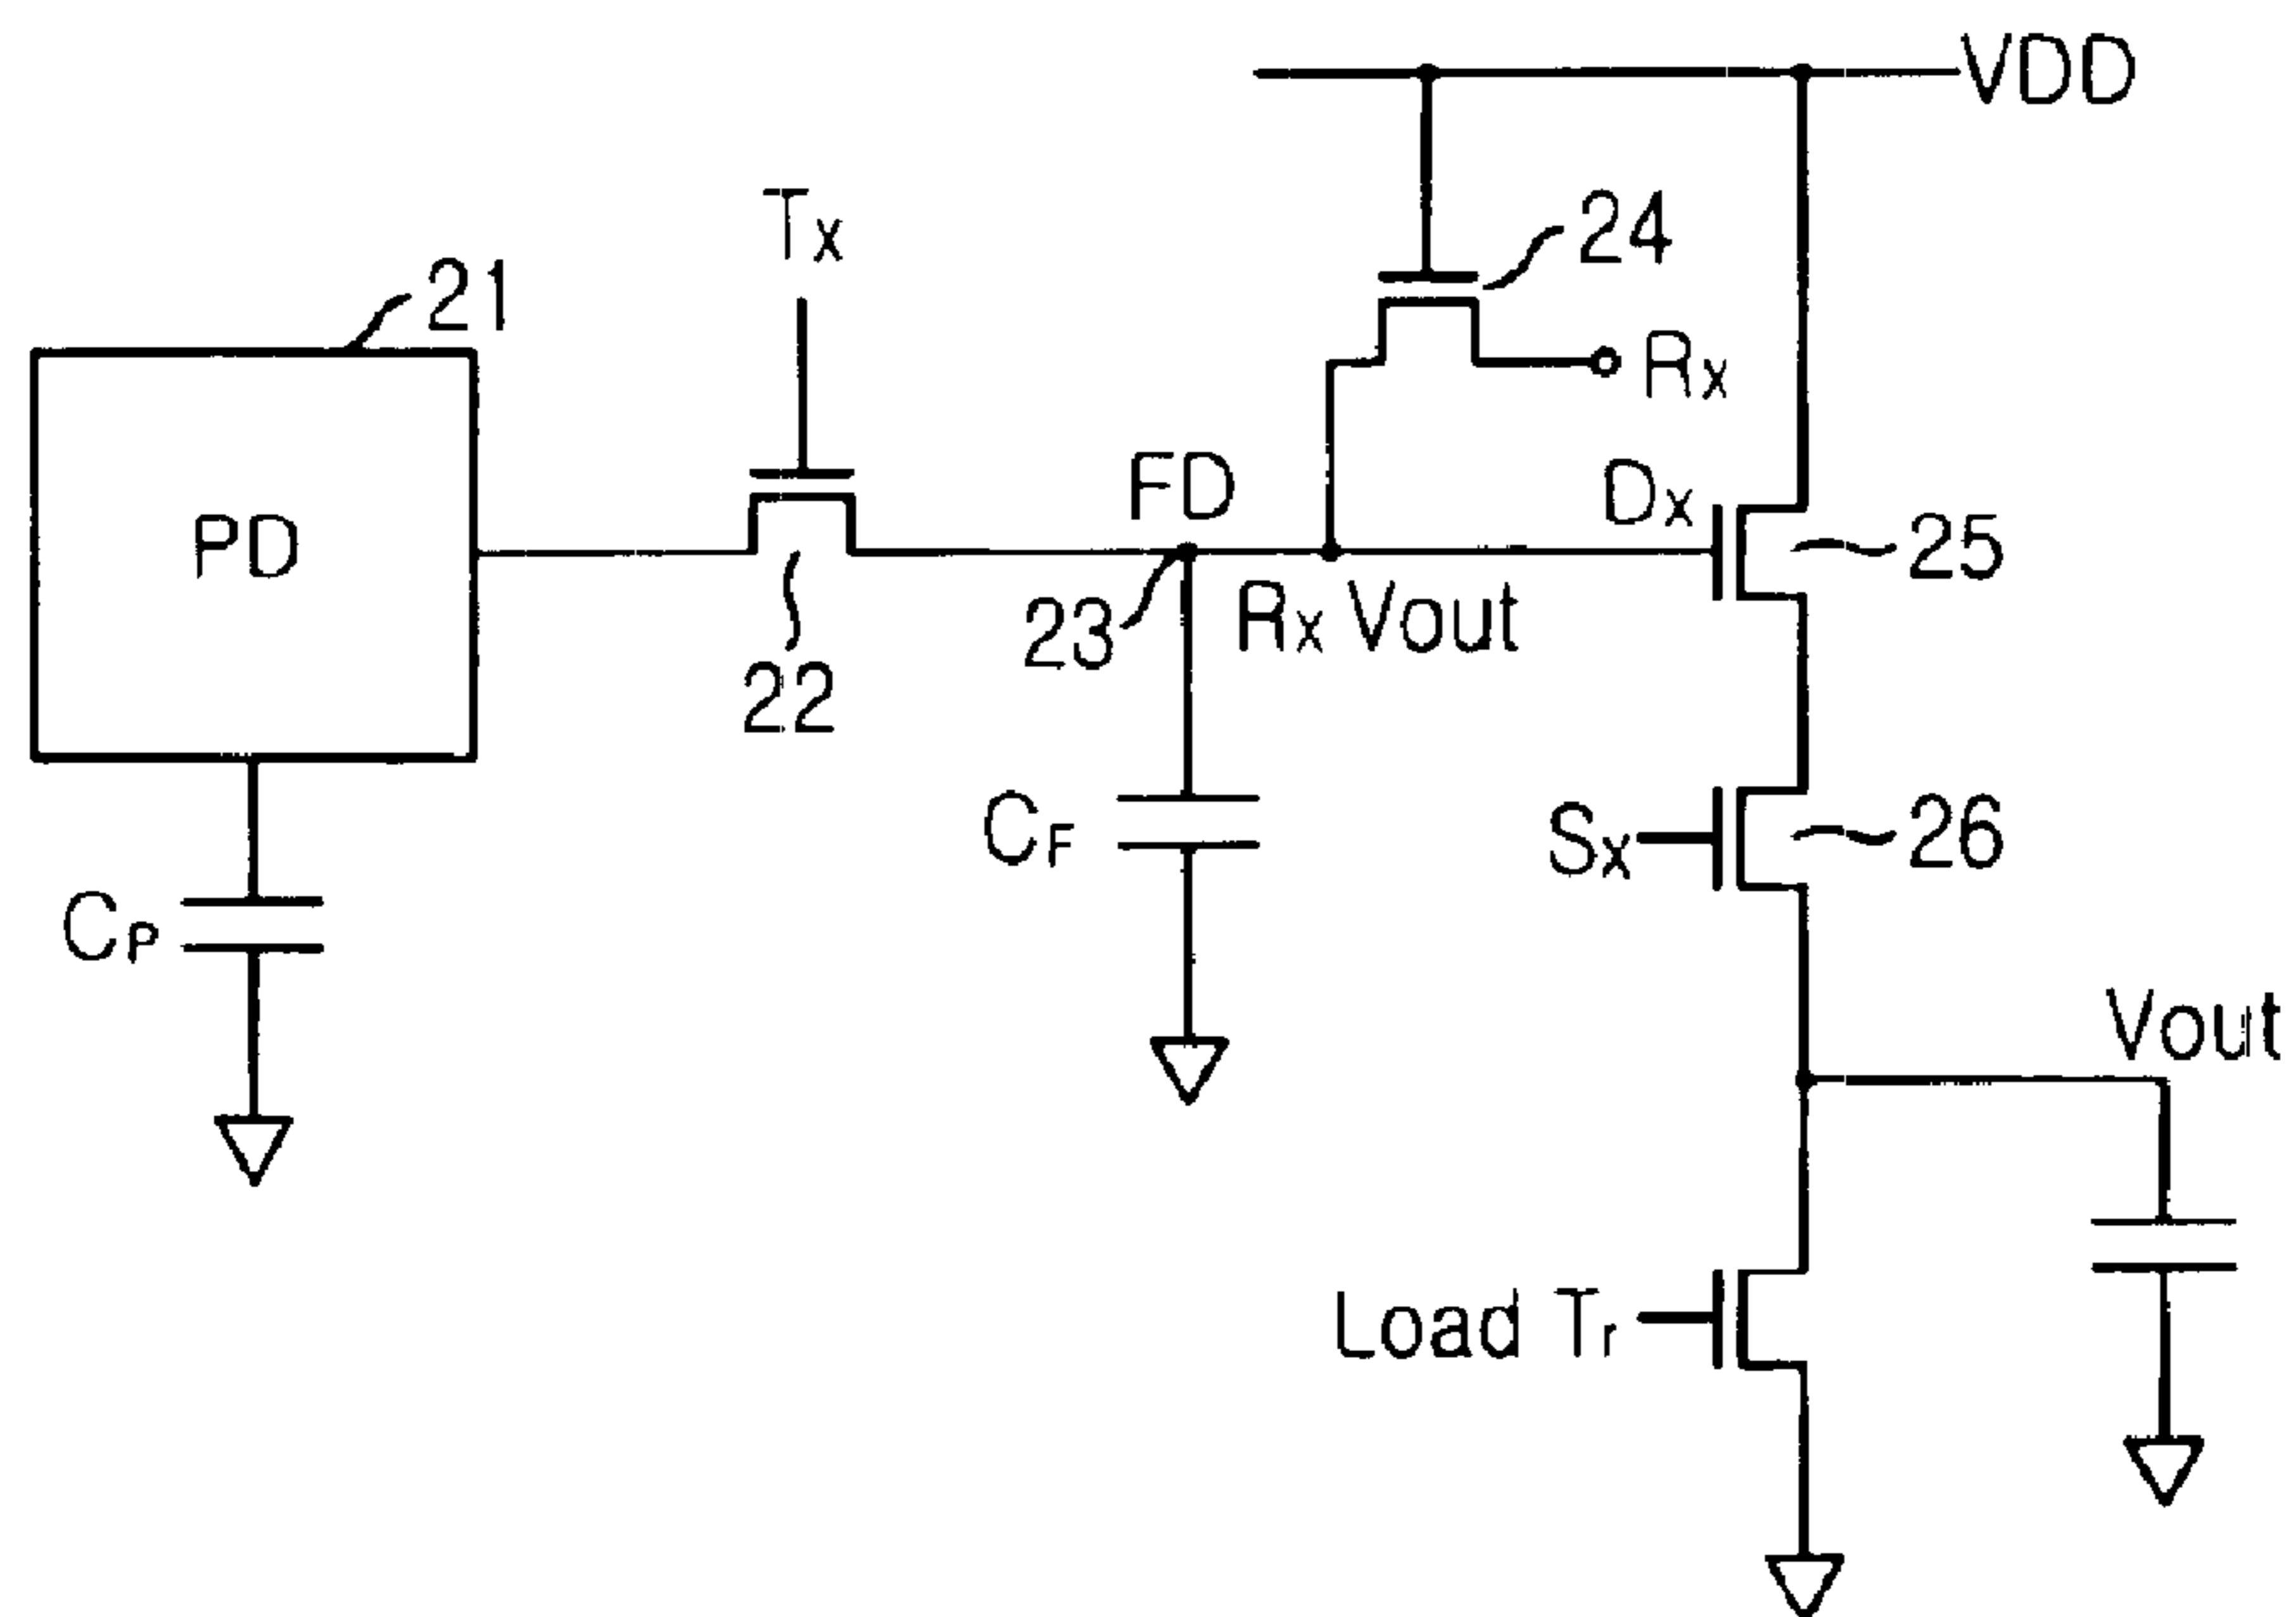 VDD
Tx
24
21
Rx
FD
Dx
PD
25
23
Rx Vout
22
CF
Sx
26
CP
Vout
Load Tr